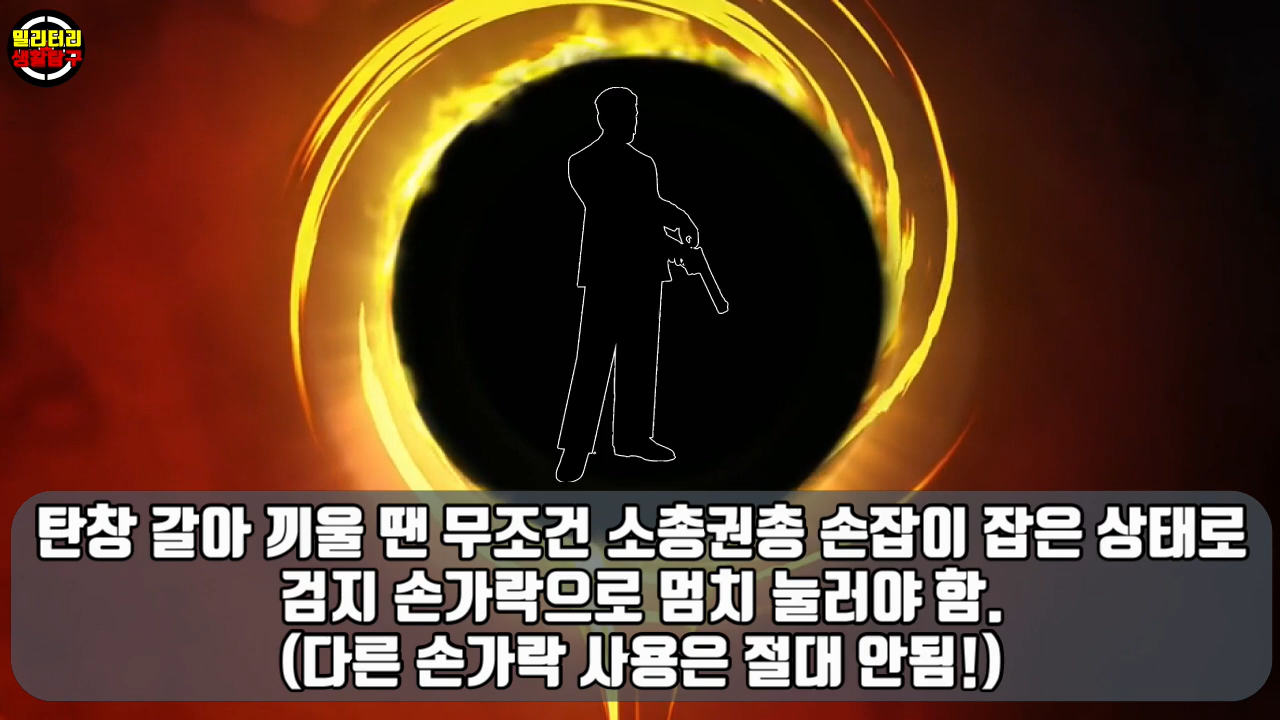 밀리터리
생활탐구
탄창 갈아 끼울 땐 무조건 소총권총 손잡이 잡은 상태로
검지 손가락으로 멈치 눌러야 함.
(다른 손가락 사용은 절대 안됨!)